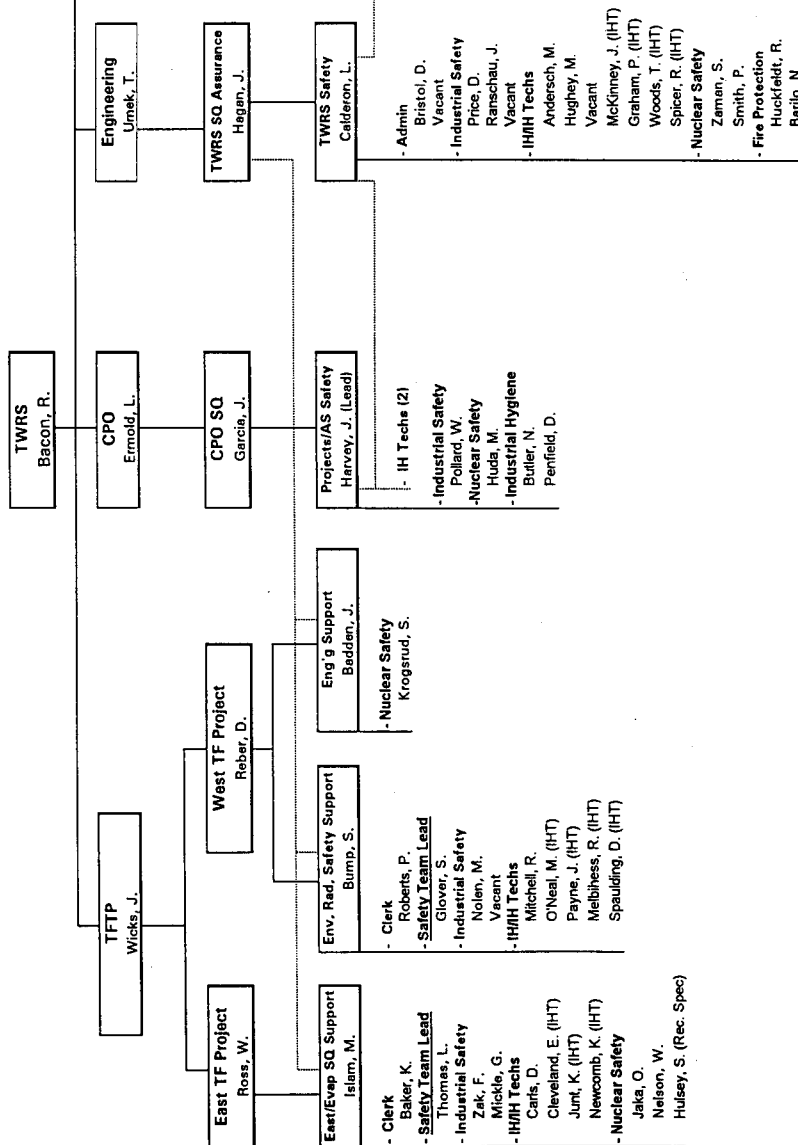 TWRS
Bacon, R.
TFTP
Wicks, J.
CPO
Ermold, L.
Engineering
Umek, T.
East TF Project
Ross, W.
West TF Project
Reber, D.
CPO SQ
Garcia, J.
TWRS SQ Assurance
Hagan, J.
East/Evap SQ Support
Islam, M.
Env, Rad, Safety Support
Bump, S.
Eng'g Support
Badden, J.
Projects/AS Safety
Harvey, J. (Lead)
TWRS Safety
Calderon, L.
- Clerk
Baker, K.
- Safety Team Lead
Thomas, L.
- Industrial Safety
Zak, F.
Mickle, G.
- IH/IH Techs
Carls, D.
Cleveland, E. (IHT)
Junt, K. (IHT)
Newcomb, K. (IHT)
- Nuclear Safety
Jaka, O.
Nelson, W.
Hulsey, S. (Rec. Spec)
- Clerk
Roberts, P.
- Safety Team Lead
Glover, S.
- Industrial Safety
Nolen, M.
Vacant
- IH/IH Techs
Mitchell, R.
O'Neal, M. (IHT)
Payne, J. (IHT)
Melbihess, R. (IHT)
Spaulding, D. (IHT)
- Nuclear Safety
Krogsrud, S.
- IH Techs (2)
- Industrial Safety
Pollard, W.
-Nuclear Safety
Huda, M.
- Industrial Hygiene
Butler, N.
Penfield, D.
- Admin
Bristol, D.
Vacant
- Industrial Safety
Price, D.
Ranschau, J.
Vacant
- IH/IH Techs
Andersch, M.
Hughey, M.
Vacant
McKinney, J. (IHT)
Graham, P. (IHT)
Woods, T. (IHT)
Spicer, R. (IHT)
- Nuclear Safety
Zaman, S.
Smith, P.
- Fire Protection
Huckfeldt, R.
Barilo, N.